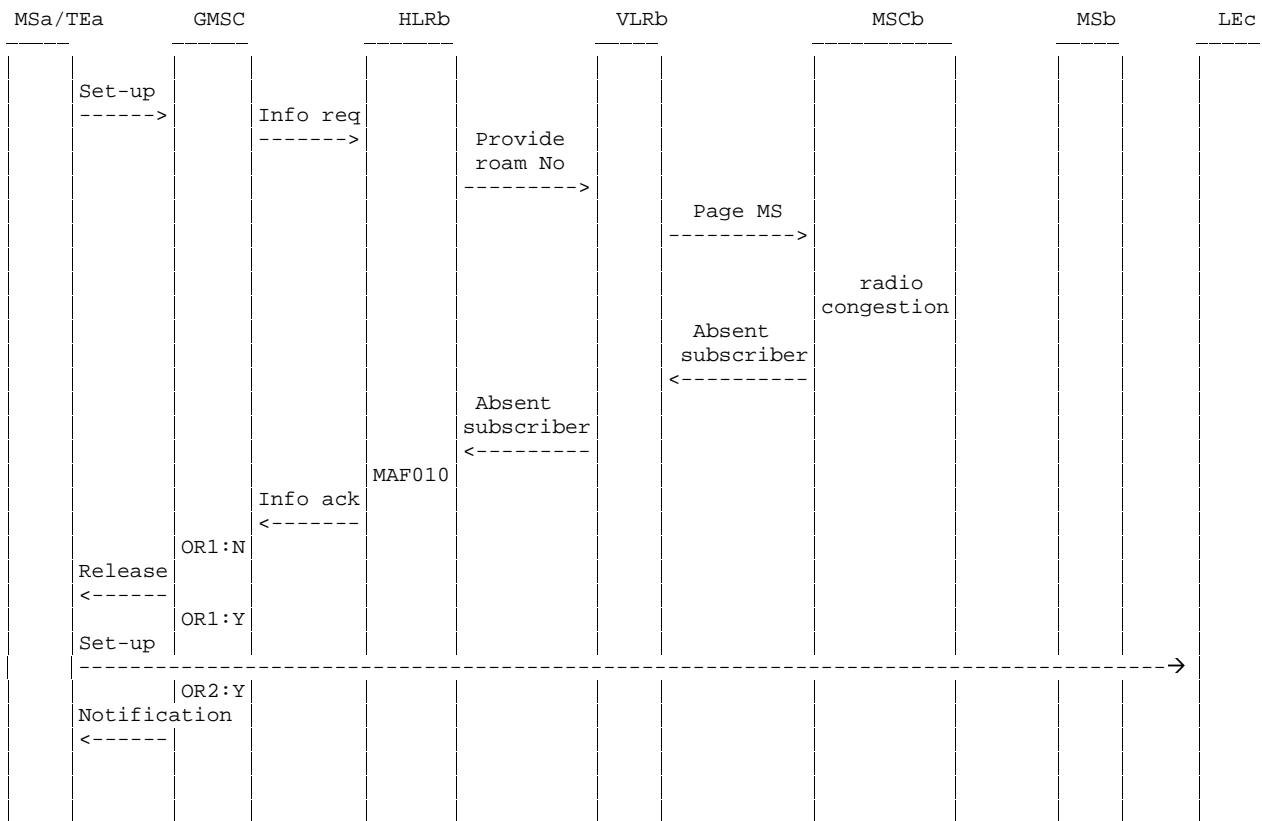 MSa/TEa GMSC HLRb VLRb MSCb MSb LEc
Set-up
------> Info req
-------> Provide
roam No
--------->
Page MS
---------->
radio
congestion
Absent
subscriber
<----------
Absent
subscriber
<---------
MAF010
Info ack
<-------
OR1:N
Release
<------
OR1:Y
Set-up
------------------------------------------------------------------------------------->
OR2:Y
Notification
<------